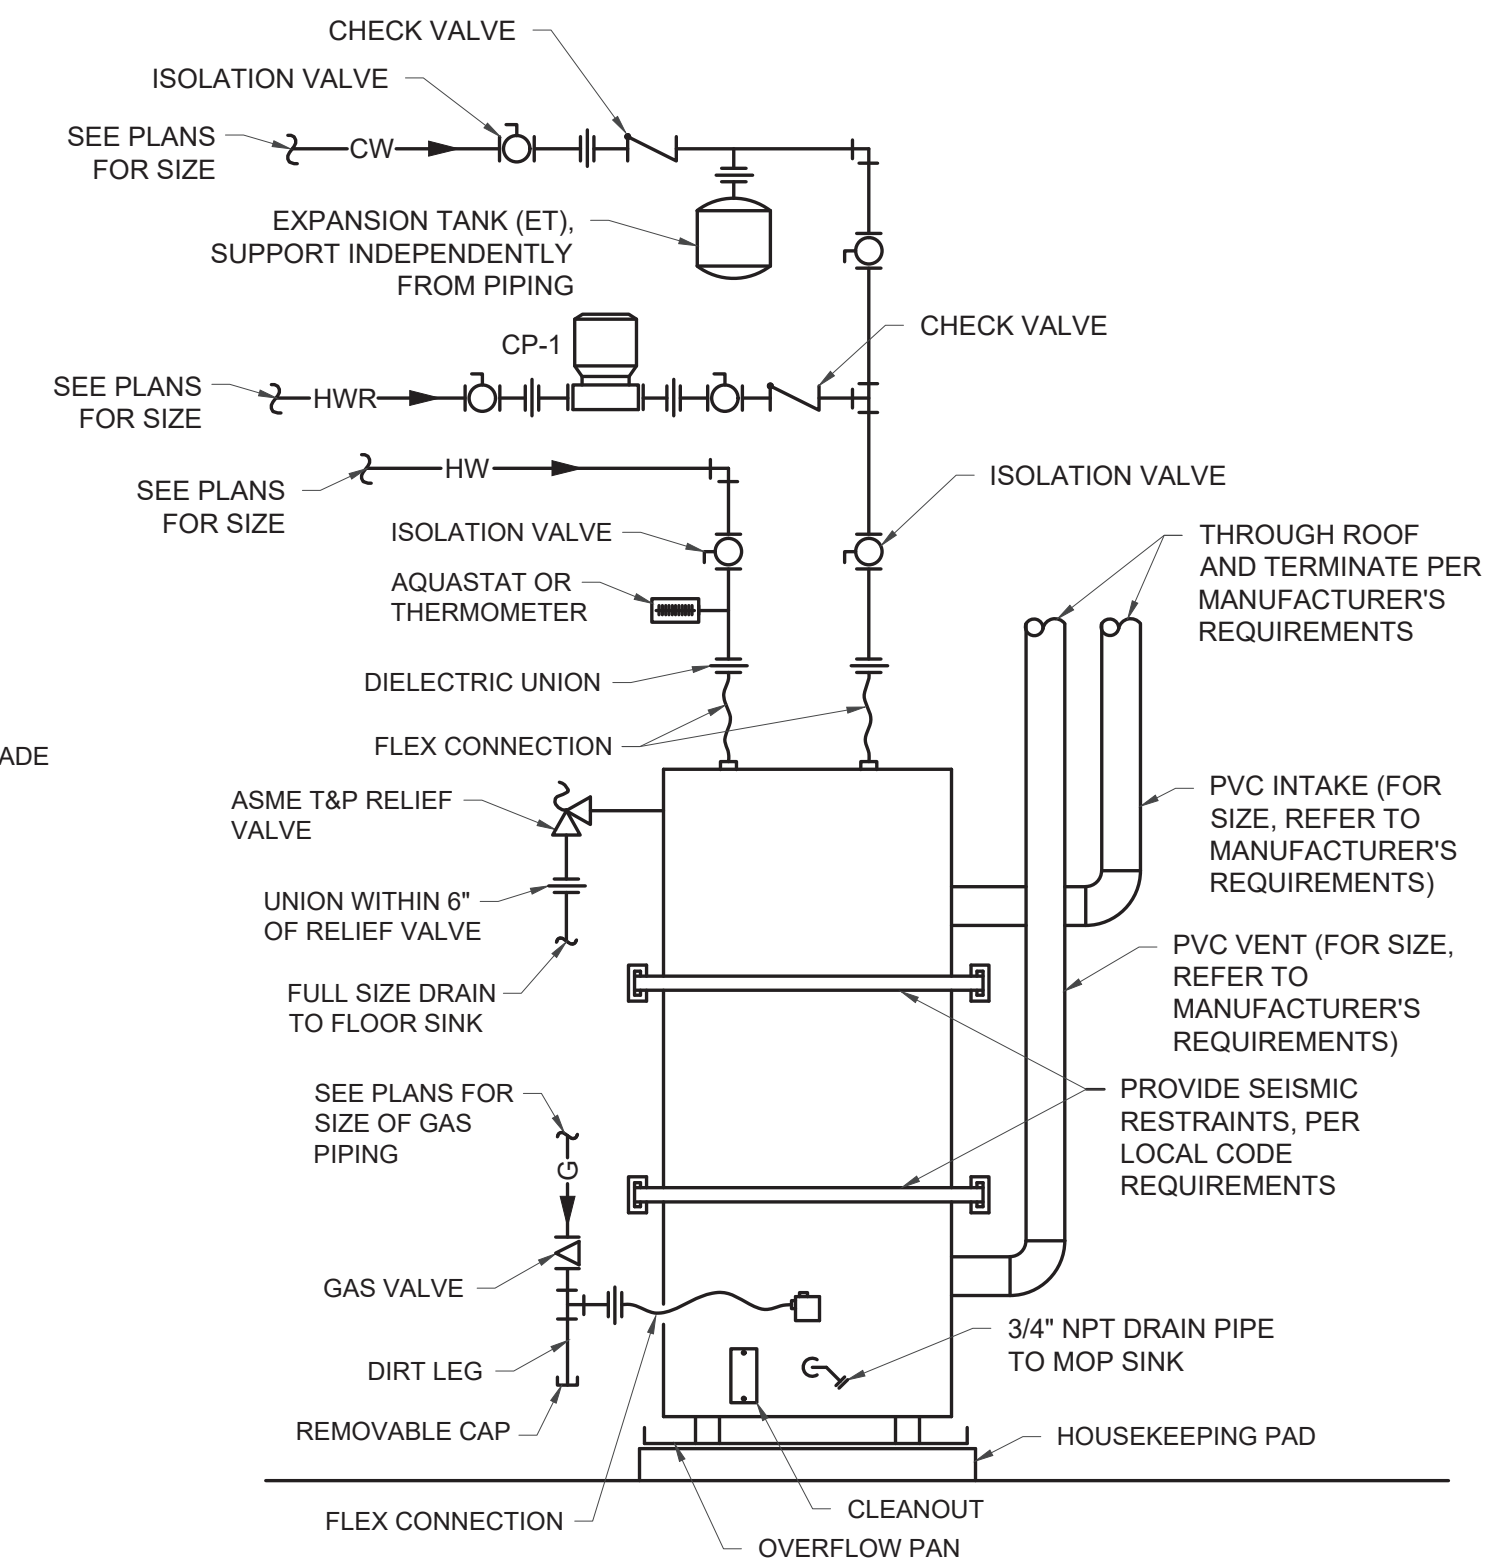 CHECK VALVE
ISOLATION VALVE
SEE PLANS
FOR SIZE
CW
EXPANSION TANK (ET),
SUPPORT INDEPENDENTLY
FROM PIPING
CP-1
CHECK VALVE
SEE PLANS
FOR SIZE
HWR
HW
SEE PLANS
FOR SIZE
ISOLATION VALVE
ISOLATION VALVE
AQUASTAT OR
THERMOMETER
THROUGH ROOF
AND TERMINATE PER
MANUFACTURER'S
REQUIREMENTS
DIELECTRIC UNION
FLEX CONNECTION
ADE
ASME T&P RELIEF
VALVE
PVC INTAKE (FOR
SIZE, REFER TO
MANUFACTURER'S
REQUIREMENTS)
UNION WITHIN 6"
OF RELIEF VALVE
PVC VENT (FOR SIZE,
REFER TO
MANUFACTURER'S
REQUIREMENTS)
FULL SIZE DRAIN
TO FLOOR SINK
SEE PLANS FOR
SIZE OF GAS
PIPING
G
PROVIDE SEISMIC
RESTRAINTS, PER
LOCAL CODE
REQUIREMENTS
GAS VALVE
3/4" NPT DRAIN PIPE
TO MOP SINK
DIRT LEG
REMOVABLE CAP
HOUSEKEEPING PAD
CLEANOUT
FLEX CONNECTION
OVERFLOW PAN